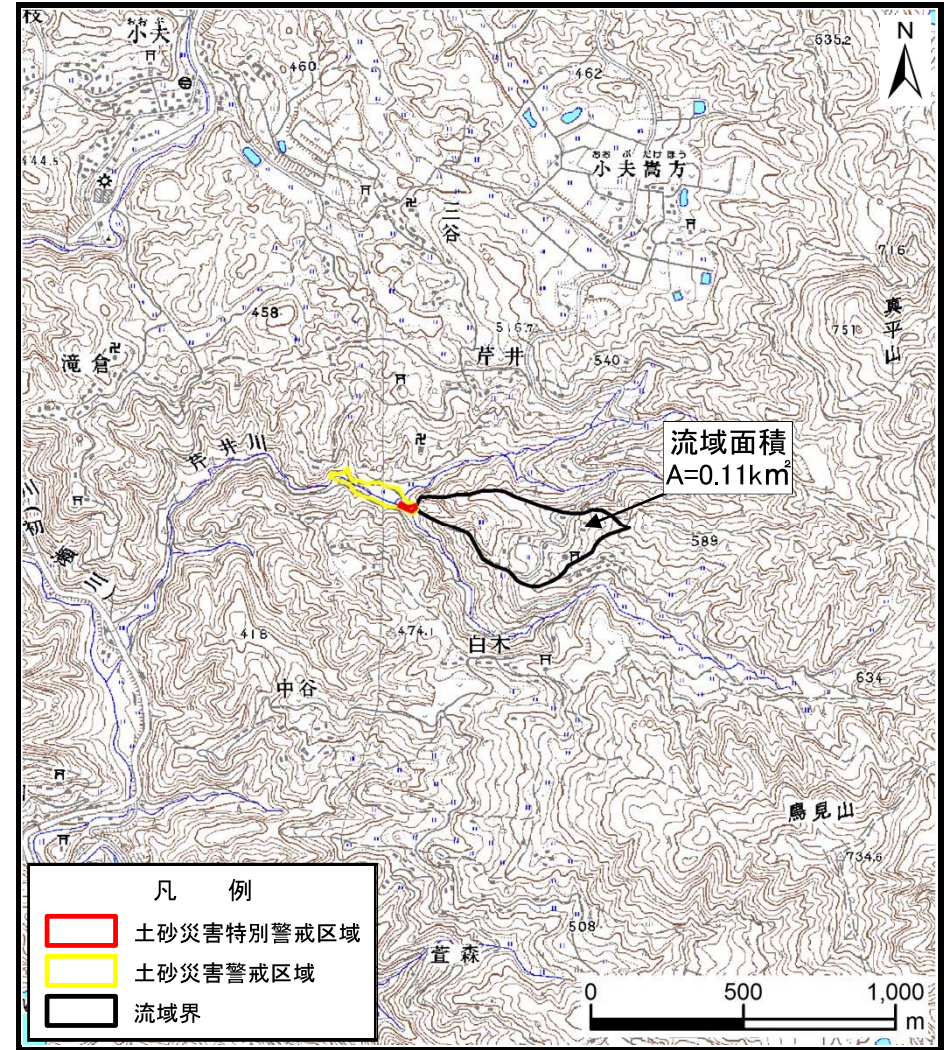 枝
おおぶ
小夫
N
460
462
635.2
444.5
おおぶだけほう
小夫嵩方
三谷
716
458
516.7
751
真平山
滝倉
芹井
540
芹井川
流域面積
A=0.11km²
589
初瀬川
418
474.1
白木
中谷
634
鳥見山
734.6
508
萱森
凡 例
土砂災害特別警戒区域
土砂災害警戒区域
流域界
0 500 1,000
m